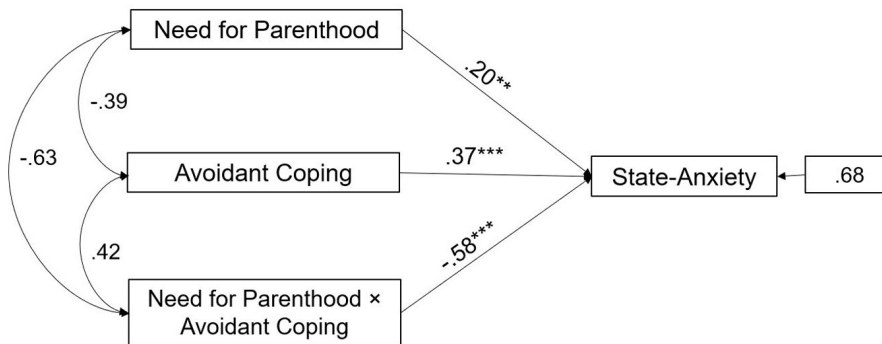 Need for Parenthood
.20**
-.39
-.63
Avoidant Coping
.37***
State-Anxiety
.68
.42
-.58***
Need for Parenthood ×
Avoidant Coping